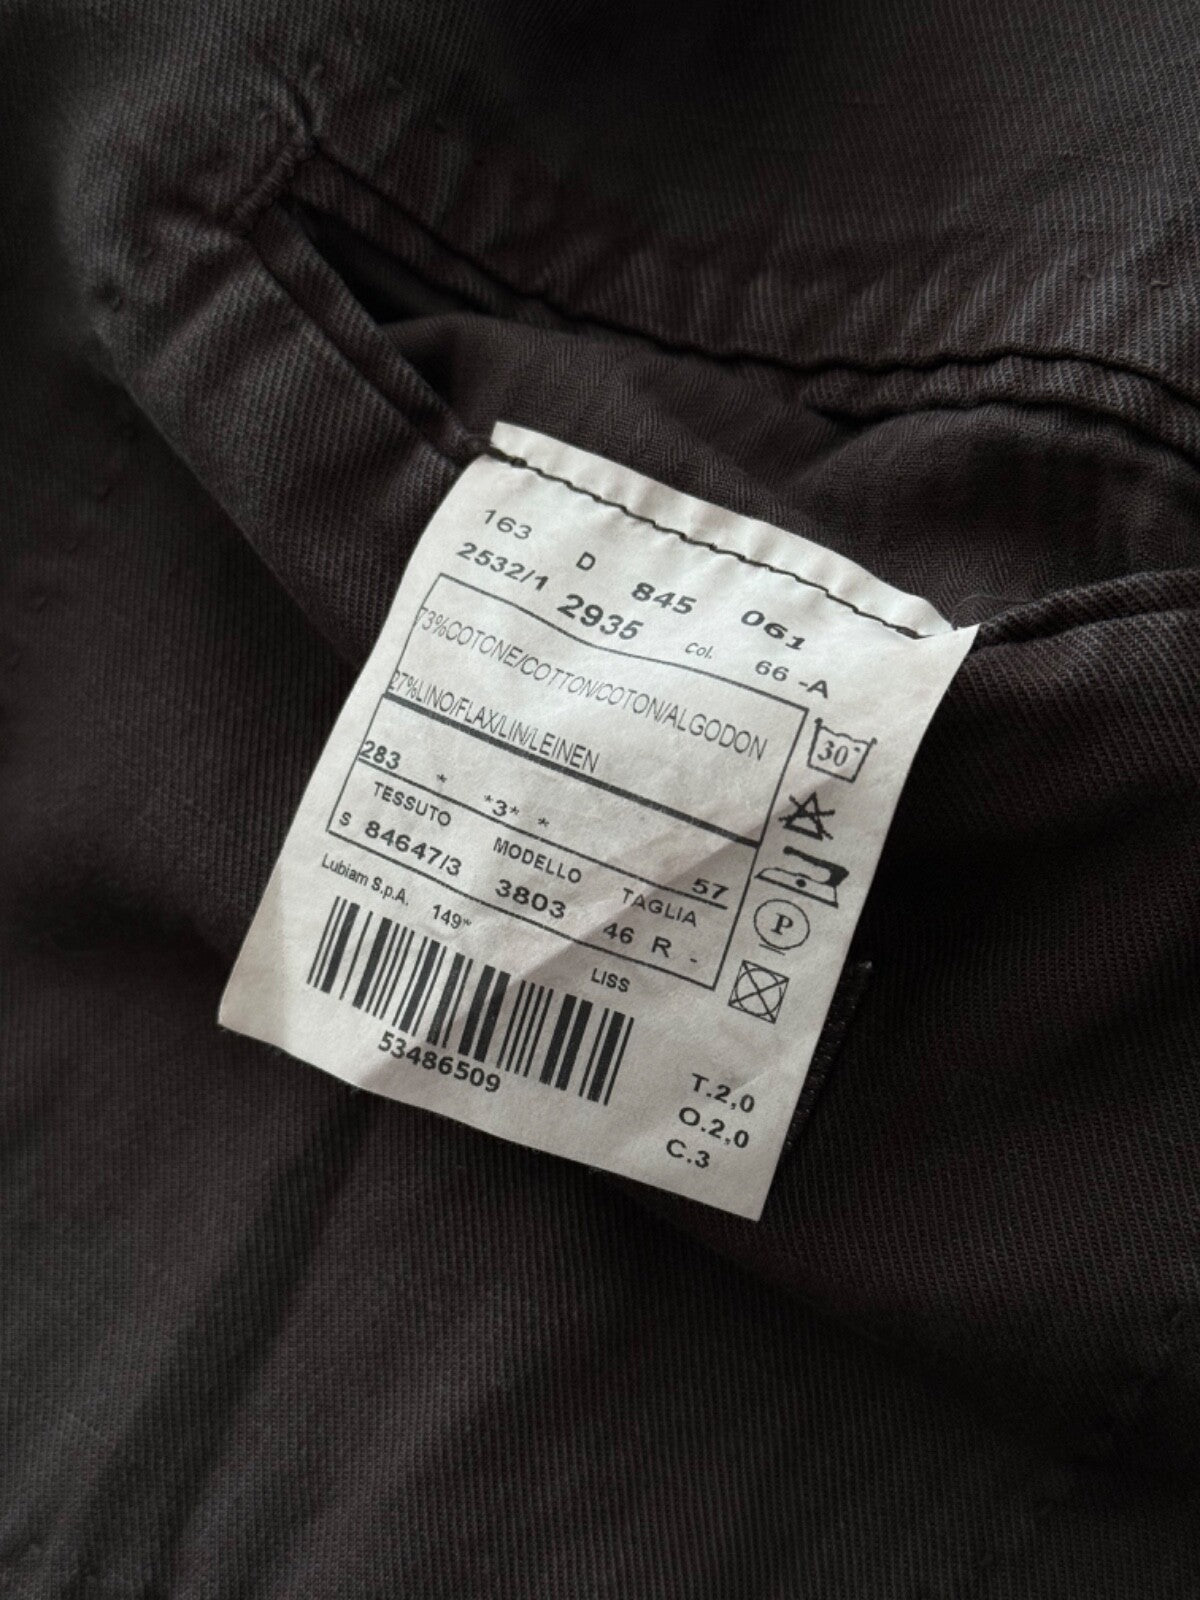 163 D 845 061
2532/1 2935 Col. 66 -A
73%COTONE/COTTON/COTON/ALGODON
27%LINO/FLAX/LIN/LEINEN
283 * *3* * 57
TESSUTO MODELLO TAGLIA
S 84647/3 3803 46 R -
Lubiam S.p.A. 149* LISS
53486509
30°
P
T.2,0
O.2,0
C.3